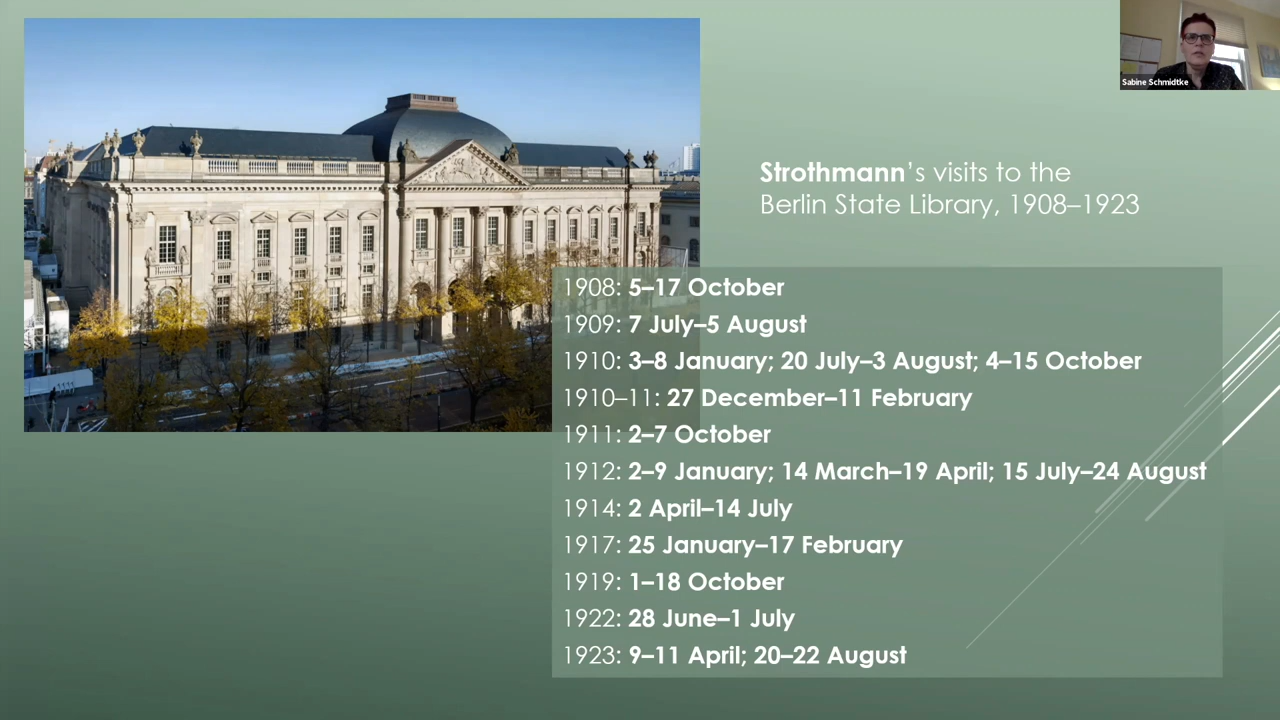 Sabine Schmidtke
Strothmann's visits to the
Berlin State Library, 1908–1923
1908: 5–17 October
1909: 7 July–5 August
1910: 3–8 January; 20 July–3 August; 4–15 October
1910–11: 27 December–11 February
1911: 2–7 October
1912: 2–9 January; 14 March–19 April; 15 July–24 August
1914: 2 April–14 July
1917: 25 January–17 February
1919: 1–18 October
1922: 28 June–1 July
1923: 9–11 April; 20–22 August